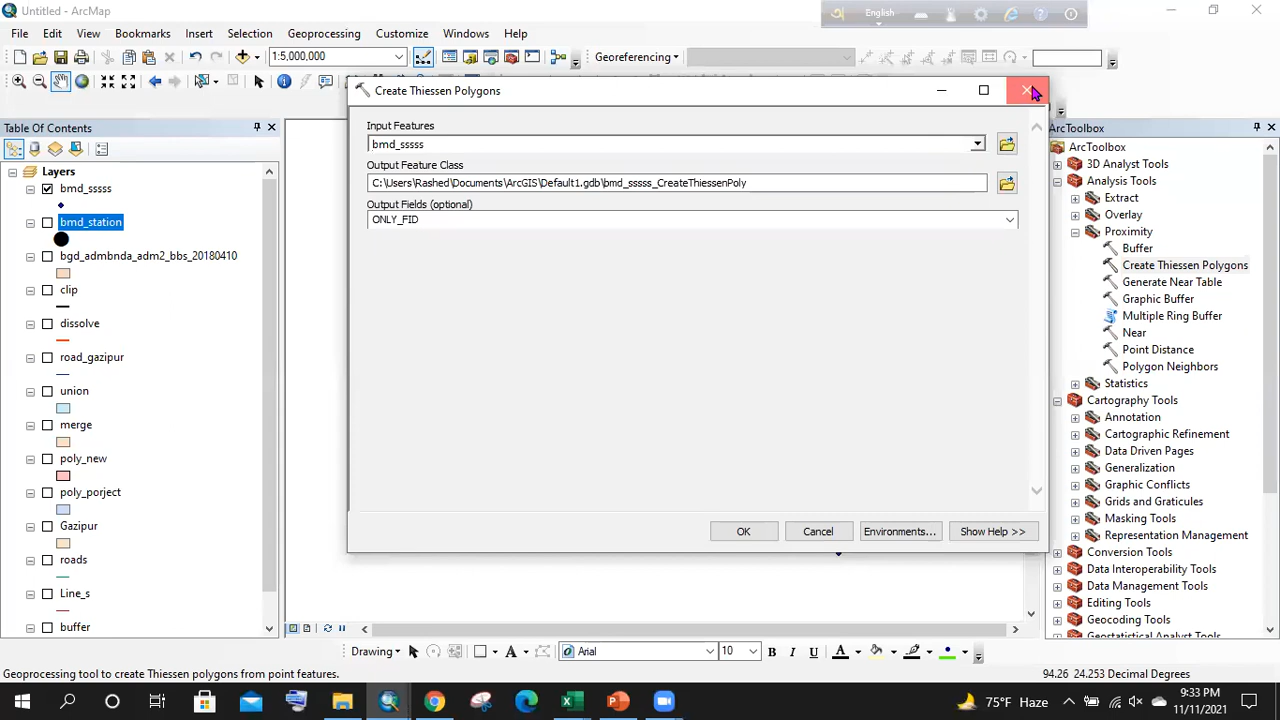 Untitled - ArcMap
English
File Edit View Bookmarks Insert Selection Geoprocessing Customize Windows Help
1:5,000,000
Georeferencing
Table Of Contents
Layers
bmd_sssss
bmd_station
bgd_admbnda_adm2_bbs_20180410
clip
dissolve
road_gazipur
union
merge
poly_new
poly_porject
Gazipur
roads
Line_s
buffer
Create Thiessen Polygons
Input Features
bmd_sssss
Output Feature Class
C:\Users\Rashed\Documents\ArcGIS\Default1.gdb\bmd_sssss_CreateThiessenPoly
Output Fields (optional)
ONLY_FID
OK Cancel Environments... Show Help >>
ArcToolbox
ArcToolbox
3D Analyst Tools
Analysis Tools
Extract
Overlay
Proximity
Buffer
Create Thiessen Polygons
Generate Near Table
Graphic Buffer
Multiple Ring Buffer
Near
Point Distance
Polygon Neighbors
Statistics
Cartography Tools
Annotation
Cartographic Refinement
Data Driven Pages
Generalization
Graphic Conflicts
Grids and Graticules
Masking Tools
Representation Management
Conversion Tools
Data Interoperability Tools
Data Management Tools
Editing Tools
Geocoding Tools
Geostatistical Analyst Tools
Drawing Arial 10 B I U A
Geoprocessing tool to create Thiessen polygons from point features.
94.26 24.253 Decimal Degrees
75°F Haze
9:33 PM
11/11/2021